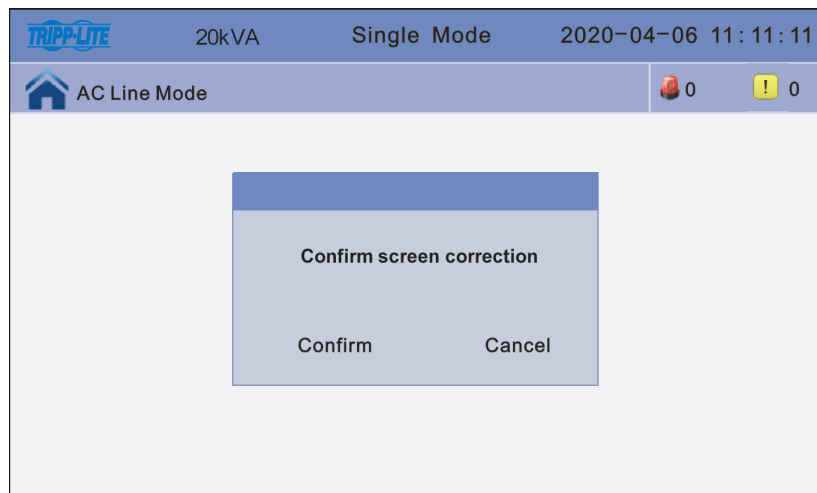 TRIPP·LITE 20kVA Single Mode 2020-04-06 11:11:11
AC Line Mode 0 ! 0
Confirm screen correction
Confirm Cancel